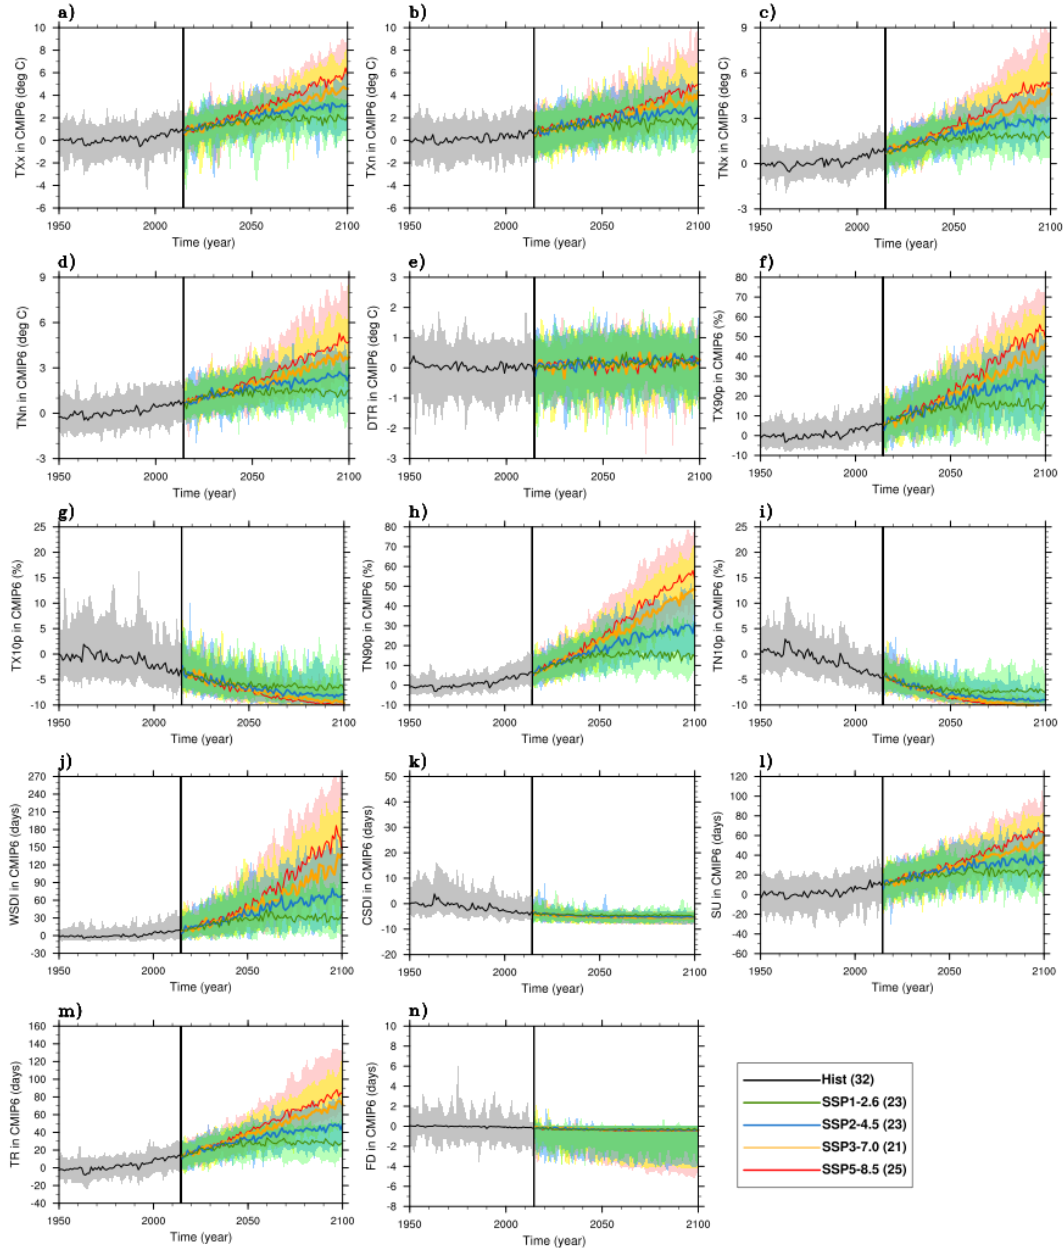 a)
TXx in CMIP6 (deg C)
10
8
6
4
2
0
-2
-4
-6
1950 2000 2050 2100
Time (year)
b)
TXn in CMIP6 (deg C)
10
8
6
4
2
0
-2
-4
-6
1950 2000 2050 2100
Time (year)
c)
TNx in CMIP6 (deg C)
9
6
3
0
-3
1950 2000 2050 2100
Time (year)
d)
TNn in CMIP6 (deg C)
9
6
3
0
-3
1950 2000 2050 2100
Time (year)
e)
DTR in CMIP6 (deg C)
3
2
1
0
-1
-2
-3
1950 2000 2050 2100
Time (year)
f)
TX90p in CMIP6 (%)
80
70
60
50
40
30
20
10
0
-10
1950 2000 2050 2100
Time (year)
g)
TX10p in CMIP6 (%)
25
20
15
10
5
0
-5
-10
1950 2000 2050 2100
Time (year)
h)
TN90p in CMIP6 (%)
80
70
60
50
40
30
20
10
0
-10
1950 2000 2050 2100
Time (year)
i)
TN10p in CMIP6 (%)
25
20
15
10
5
0
-5
-10
1950 2000 2050 2100
Time (year)
j)
WSDI in CMIP6 (days)
270
240
210
180
150
120
90
60
30
0
-30
1950 2000 2050 2100
Time (year)
k)
CSDI in CMIP6 (days)
50
40
30
20
10
0
-10
-20
1950 2000 2050 2100
Time (year)
l)
SU in CMIP6 (days)
120
100
80
60
40
20
0
-20
-40
-60
1950 2000 2050 2100
Time (year)
m)
TR in CMIP6 (days)
160
140
120
100
80
60
40
20
0
-20
-40
1950 2000 2050 2100
Time (year)
n)
FD in CMIP6 (days)
10
8
6
4
2
0
-2
-4
-6
-8
1950 2000 2050 2100
Time (year)
Hist (32)
SSP1-2.6 (23)
SSP2-4.5 (23)
SSP3-7.0 (21)
SSP5-8.5 (25)